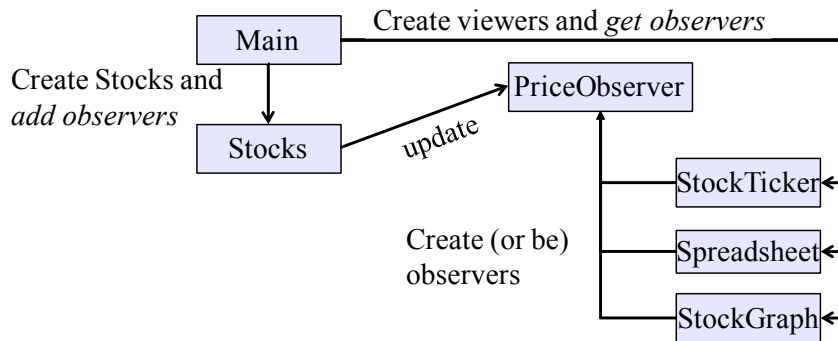 Create viewers and get observers
Main
Create Stocks and
add observers
PriceObserver
Stocks
update
StockTicker
Create (or be)
observers
Spreadsheet
StockGraph